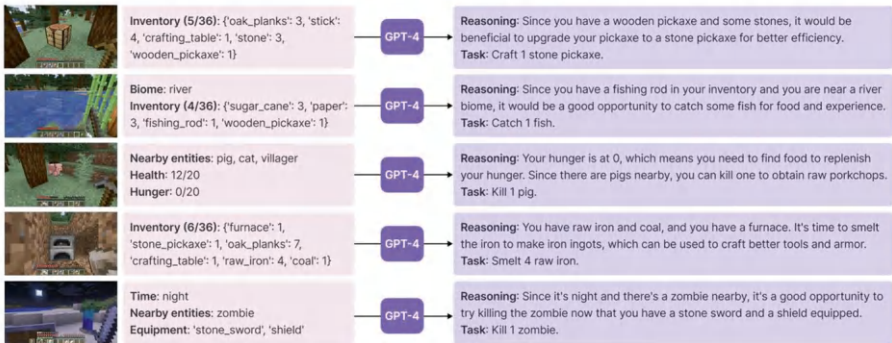 Inventory (5/36): {'oak_planks': 3, 'stick':
4, 'crafting_table': 1, 'stone': 3,
'wooden_pickaxe': 1}
GPT-4
Reasoning: Since you have a wooden pickaxe and some stones, it would be
beneficial to upgrade your pickaxe to a stone pickaxe for better efficiency.
Task: Craft 1 stone pickaxe.
Biome: river
Inventory (4/36): {'sugar_cane': 3, 'paper':
3, 'fishing_rod': 1, 'wooden_pickaxe': 1}
GPT-4
Reasoning: Since you have a fishing rod in your inventory and you are near a river
biome, it would be a good opportunity to catch some fish for food and experience.
Task: Catch 1 fish.
Nearby entities: pig, cat, villager
Health: 12/20
Hunger: 0/20
GPT-4
Reasoning: Your hunger is at 0, which means you need to find food to replenish
your hunger. Since there are pigs nearby, you can kill one to obtain raw porkchops.
Task: Kill 1 pig.
Inventory (6/36): {'furnace': 1,
'stone_pickaxe': 1, 'oak_planks': 7,
'crafting_table': 1, 'raw_iron': 4, 'coal': 1}
GPT-4
Reasoning: You have raw iron and coal, and you have a furnace. It's time to smelt
the iron to make iron ingots, which can be used to craft better tools and armor.
Task: Smelt 4 raw iron.
Time: night
Nearby entities: zombie
Equipment: 'stone_sword', 'shield'
GPT-4
Reasoning: Since it's night and there's a zombie nearby, it's a good opportunity to
try killing the zombie now that you have a stone sword and a shield equipped.
Task: Kill 1 zombie.